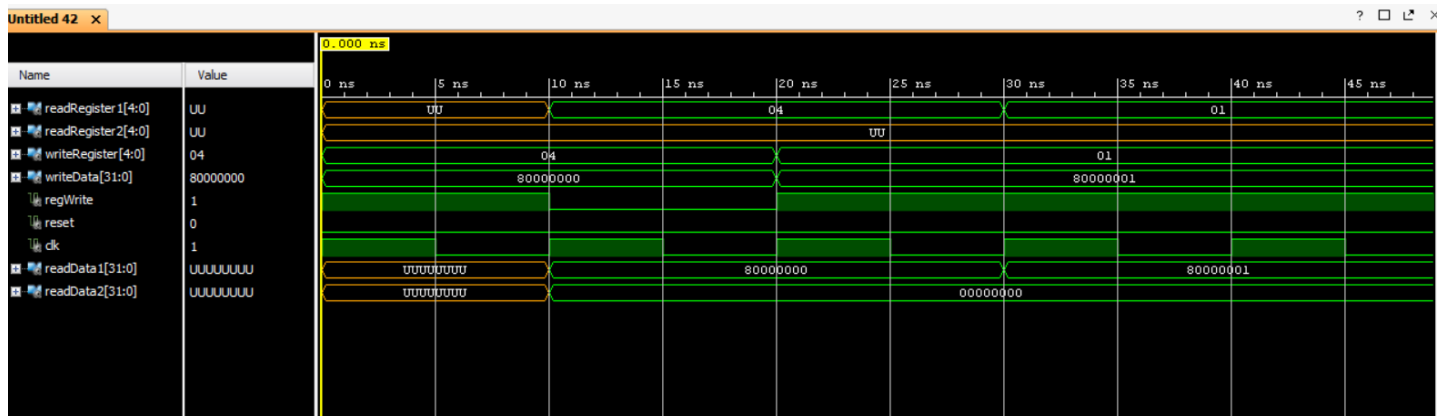 Untitled 42 X
? X
0.000 ns
Name Value
0 ns 5 ns 10 ns 15 ns 20 ns 25 ns 30 ns 35 ns 40 ns 45 ns
readRegister1[4:0] UU UU 04 01
readRegister2[4:0] UU UU
writeRegister[4:0] 04 04 01
writeData[31:0] 80000000 80000000 80000001
regWrite 1
reset 0
clk 1
readData1[31:0] UUUUUUUU UUUUUUUU 80000000 80000001
readData2[31:0] UUUUUUUU UUUUUUUU 00000000